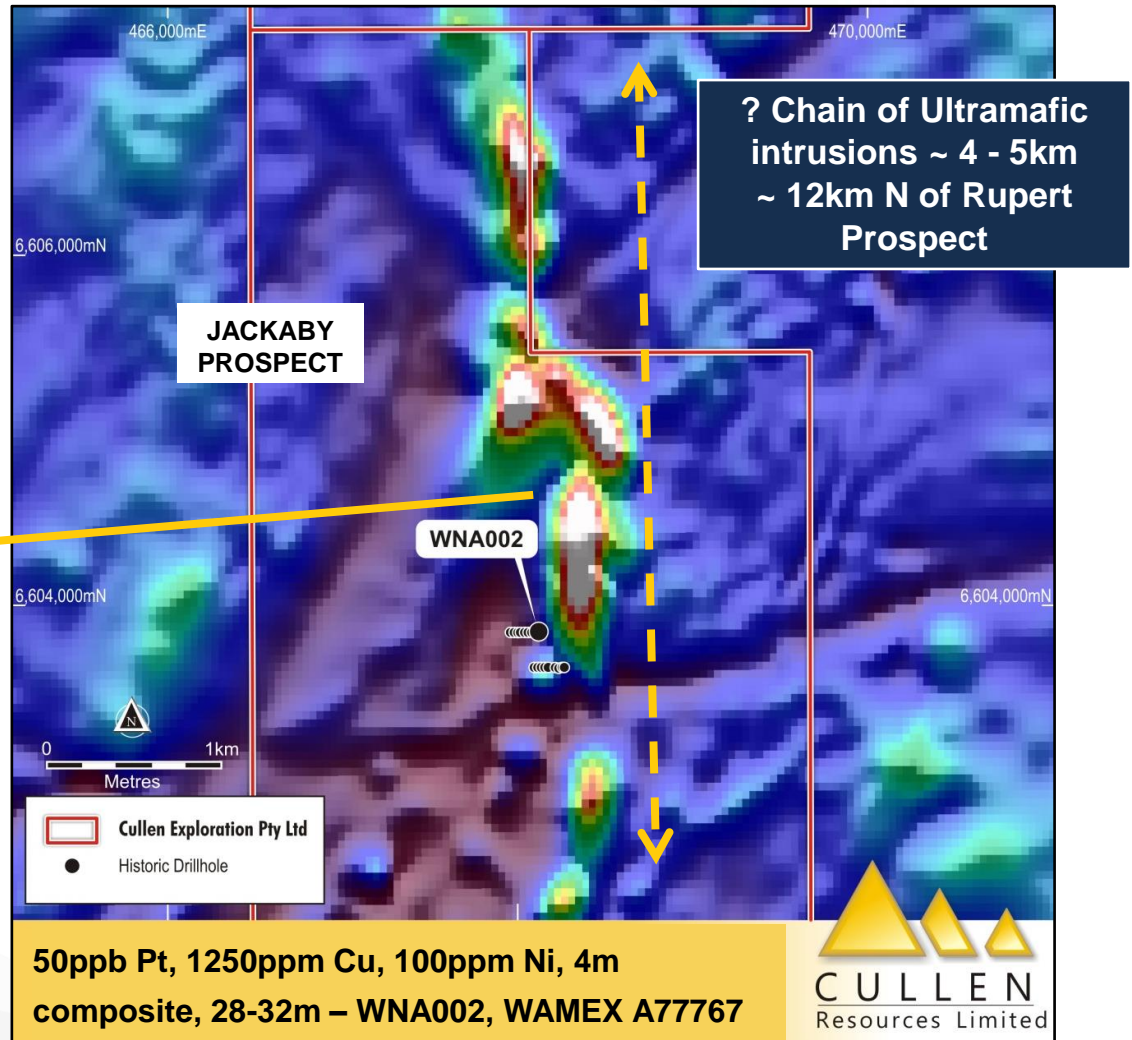 466,000mE
470,000mE
? Chain of Ultramafic
intrusions ~ 4 - 5km
~ 12km N of Rupert
Prospect
6,606,000mN
JACKABY
PROSPECT
WNA002
6,604,000mN
6,604,000mN
N
0 1km
Metres
Cullen Exploration Pty Ltd
Historic Drillhole
50ppb Pt, 1250ppm Cu, 100ppm Ni, 4m
composite, 28-32m – WNA002, WAMEX A77767
CULLEN
Resources Limited